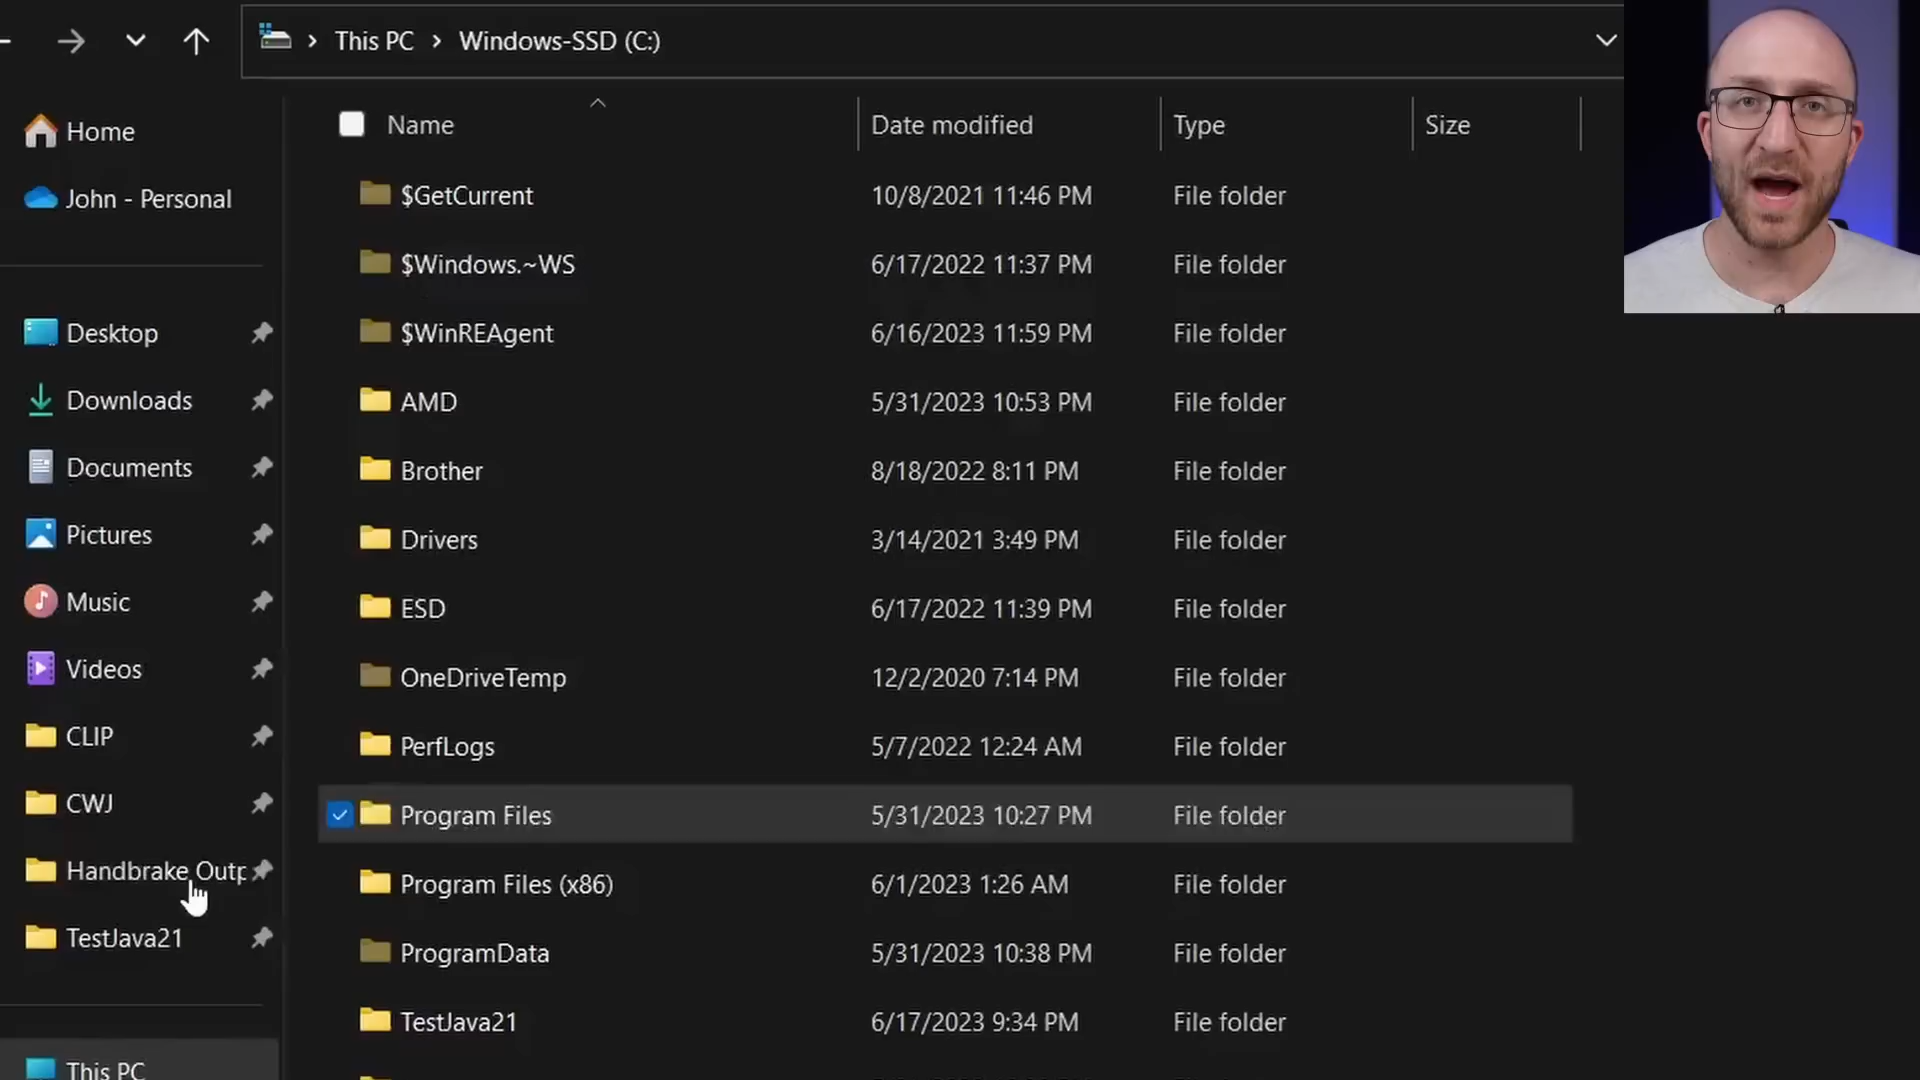 This PC > Windows-SSD (C:)
Home
John - Personal
Desktop
Downloads
Documents
Pictures
Music
Videos
CLIP
CWJ
Handbrake Outp
TestJava21
This PC
Name Date modified Type Size
$GetCurrent 10/8/2021 11:46 PM File folder
$Windows.~WS 6/17/2022 11:37 PM File folder
$WinREAgent 6/16/2023 11:59 PM File folder
AMD 5/31/2023 10:53 PM File folder
Brother 8/18/2022 8:11 PM File folder
Drivers 3/14/2021 3:49 PM File folder
ESD 6/17/2022 11:39 PM File folder
OneDriveTemp 12/2/2020 7:14 PM File folder
PerfLogs 5/7/2022 12:24 AM File folder
Program Files 5/31/2023 10:27 PM File folder
Program Files (x86) 6/1/2023 1:26 AM File folder
ProgramData 5/31/2023 10:38 PM File folder
TestJava21 6/17/2023 9:34 PM File folder